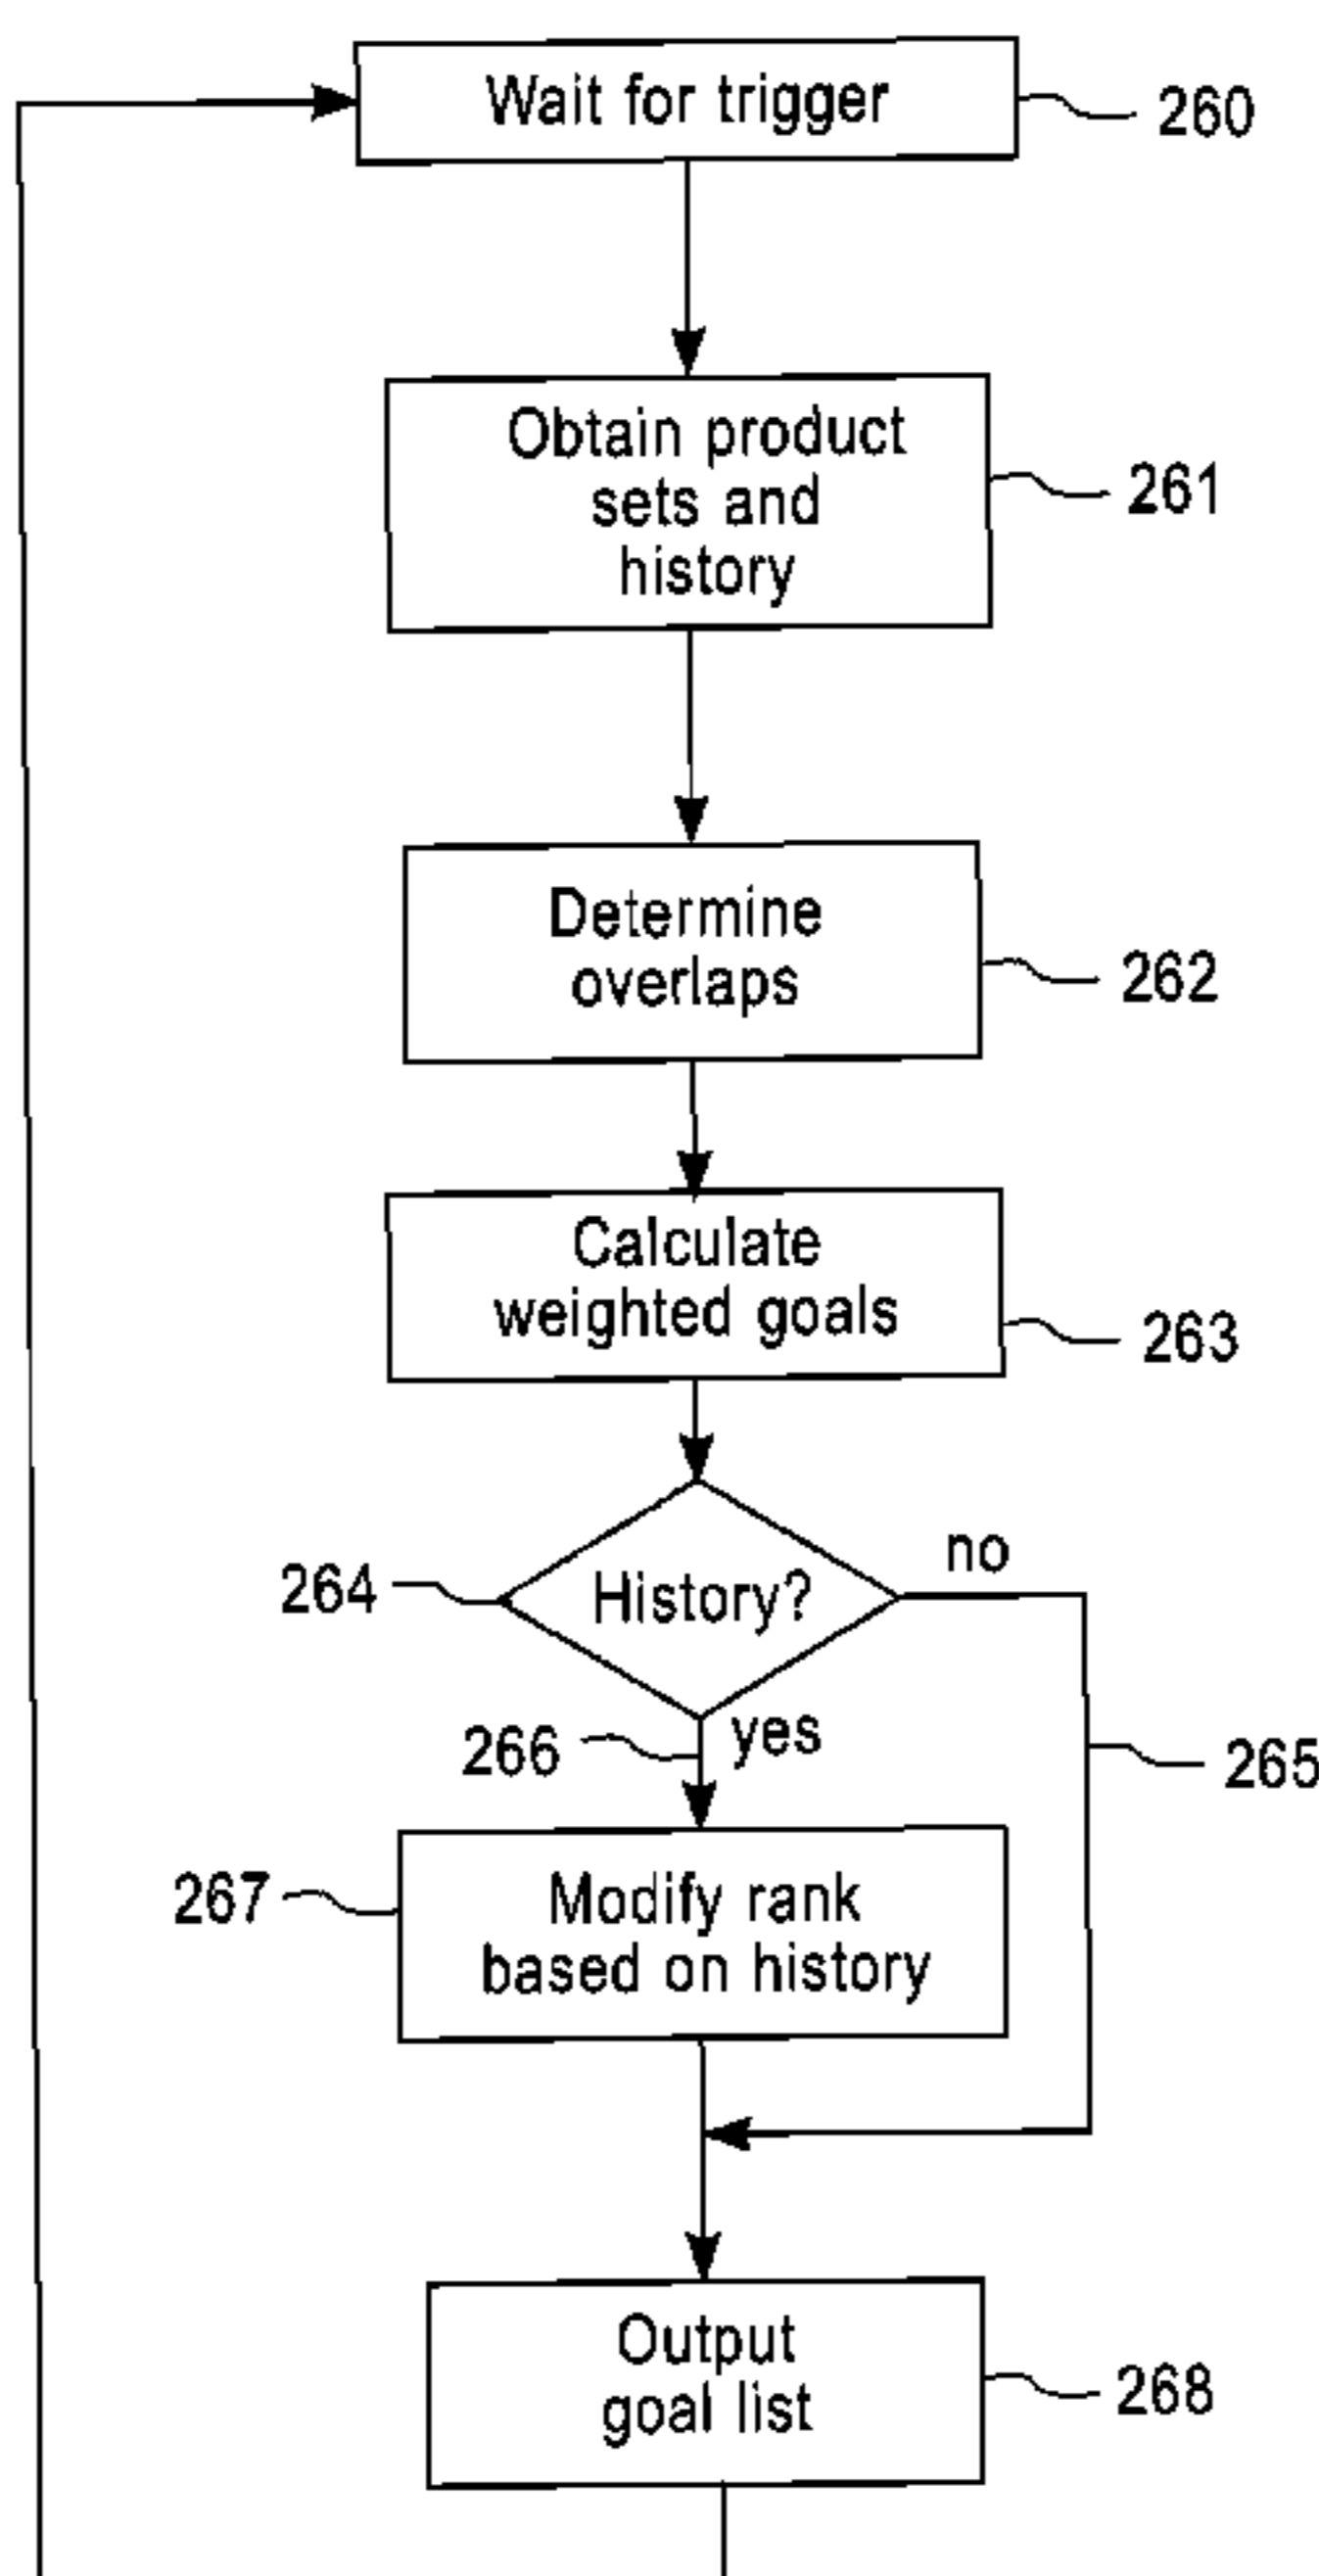 Wait for trigger
260
Obtain product
sets and
history
261
Determine
overlaps
262
Calculate
weighted goals
263
no
264
History?
266
yes
265
267
Modify rank
based on history
Output
goal list
268